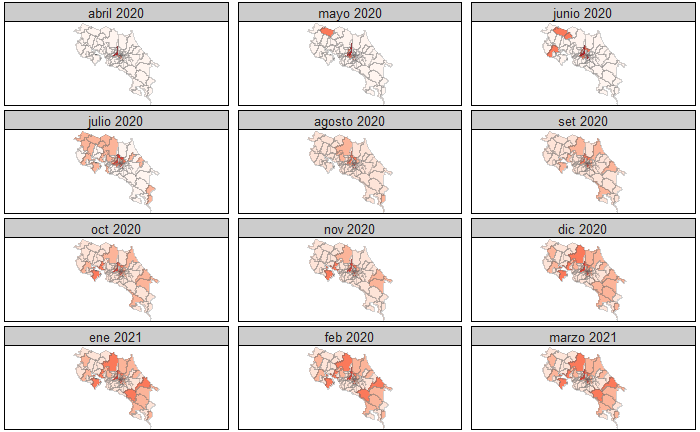 abril 2020
mayo 2020
junio 2020
julio 2020
agosto 2020
set 2020
oct 2020
nov 2020
dic 2020
ene 2021
feb 2020
marzo 2021